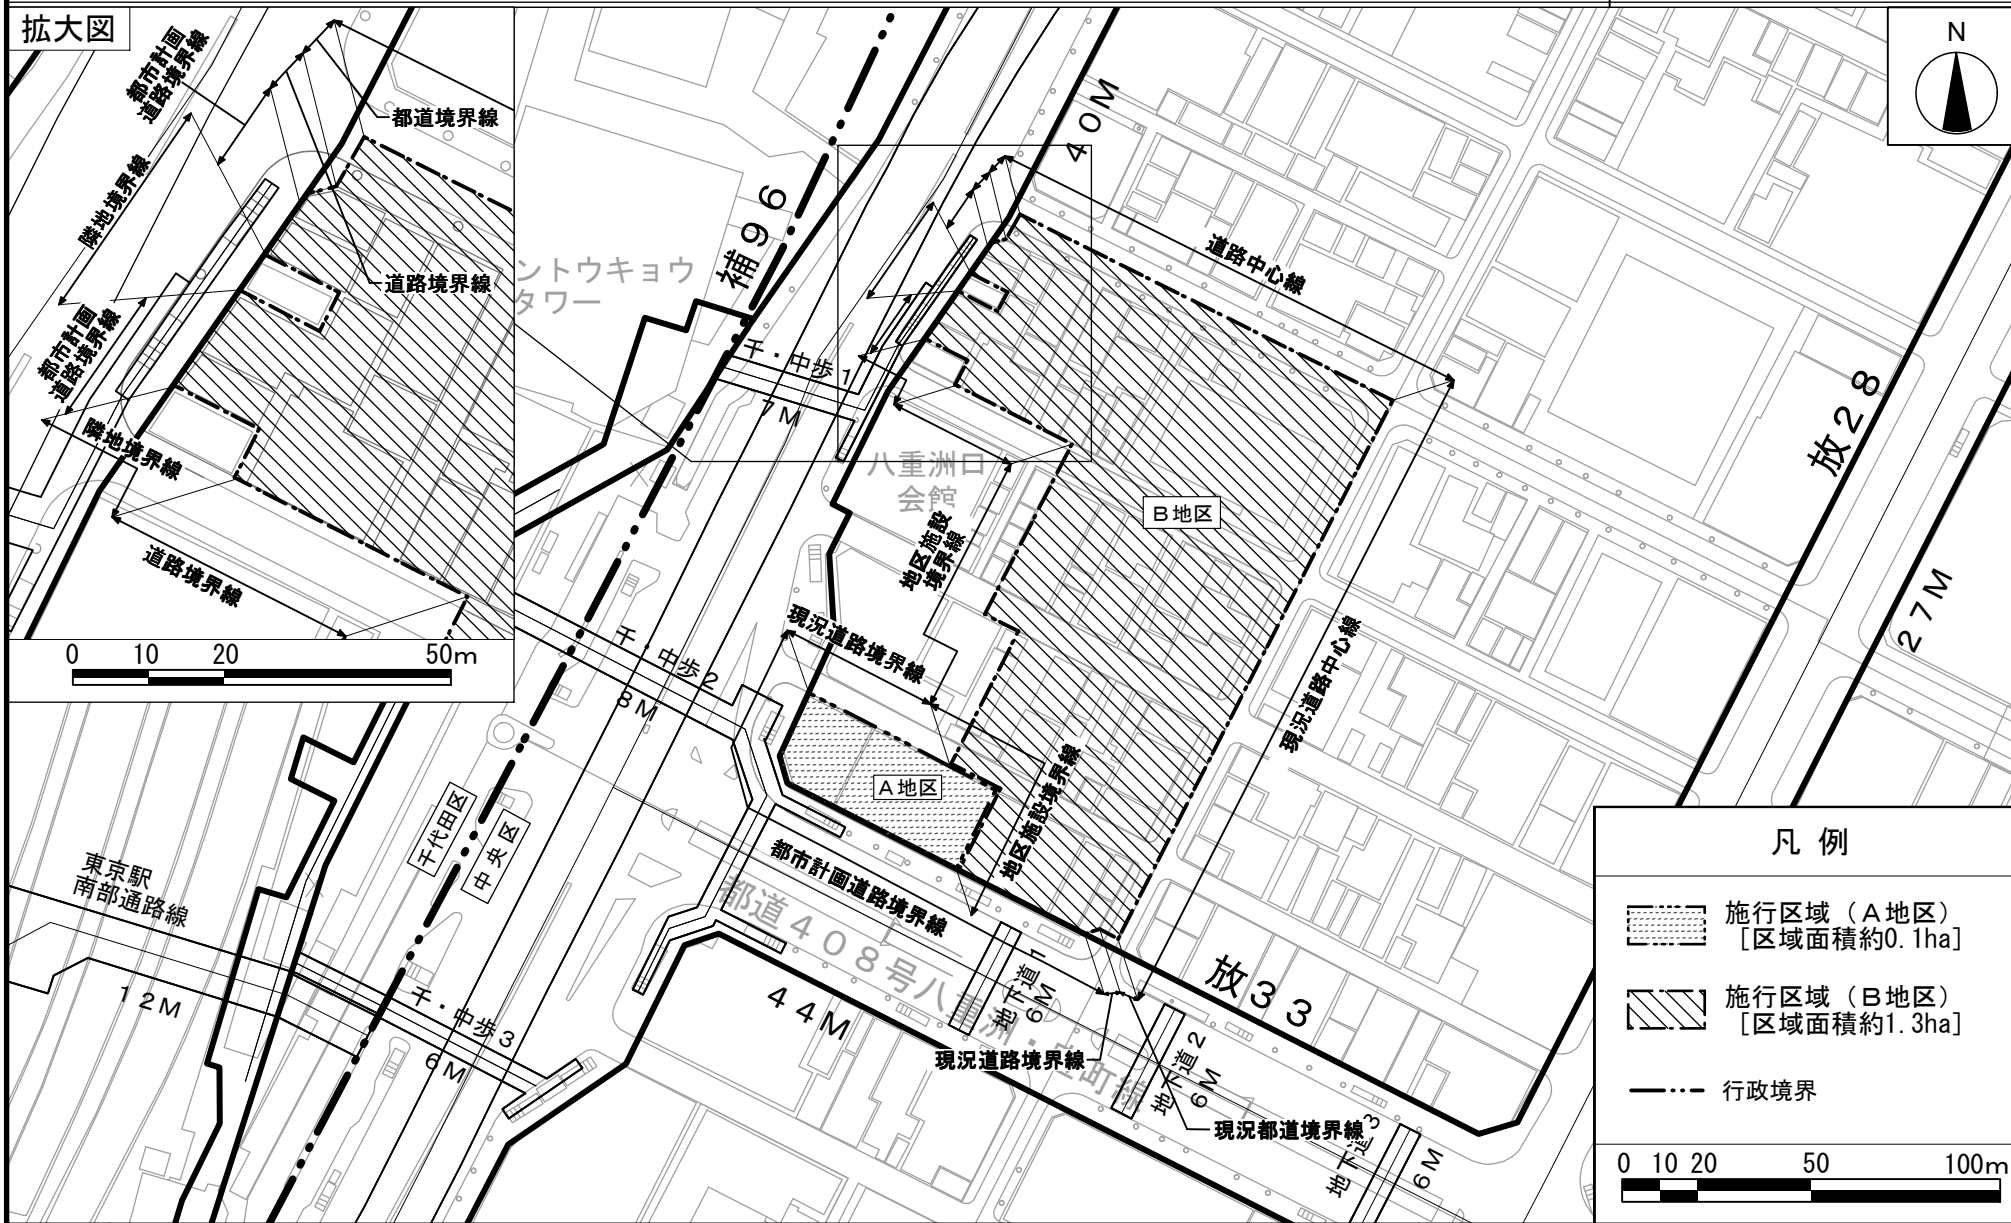 拡大図
都市計画
道路境界線
都道境界線
隣地境界線
道路境界線
都市計画
道路境界線
隣地境界線
道路境界線
0 10 20 50m
N
40M
補96
ントウキョウ
タワー
道路中心線
千・中歩1
7M
放28
27M
八重洲口
会館
B地区
地区施設
境界線
現況道路境界線
現況道路中心線
千・中歩2
8M
A地区
地区施設境界線
千代田区
中央区
都市計画道路境界線
東京駅
南部通路線
12M
都道408号八重洲・
町線
千・中歩3
6M
44M
地下道1
6M
放33
現況道路境界線
地下道2
6M
現況都道境界線
地下道3
6M
凡例
施行区域(A地区)
[区域面積約0.1ha]
施行区域(B地区)
[区域面積約1.3ha]
行政境界
0 10 20 50 100m